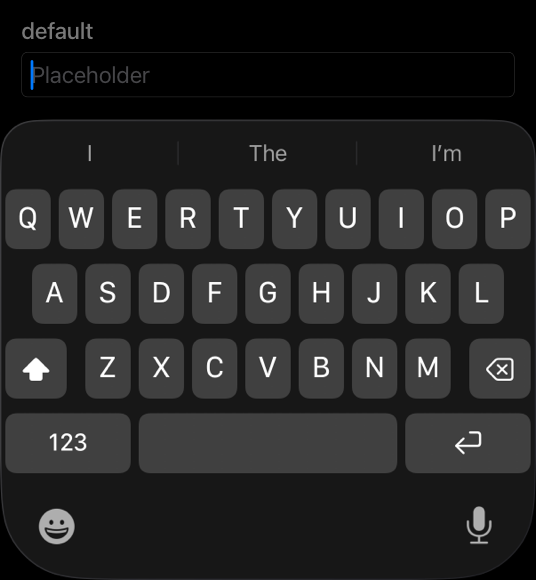 default
Placeholder
I The I’m
Q W E R T Y U I O P
A S D F G H J K L
Z X C V B N M
123